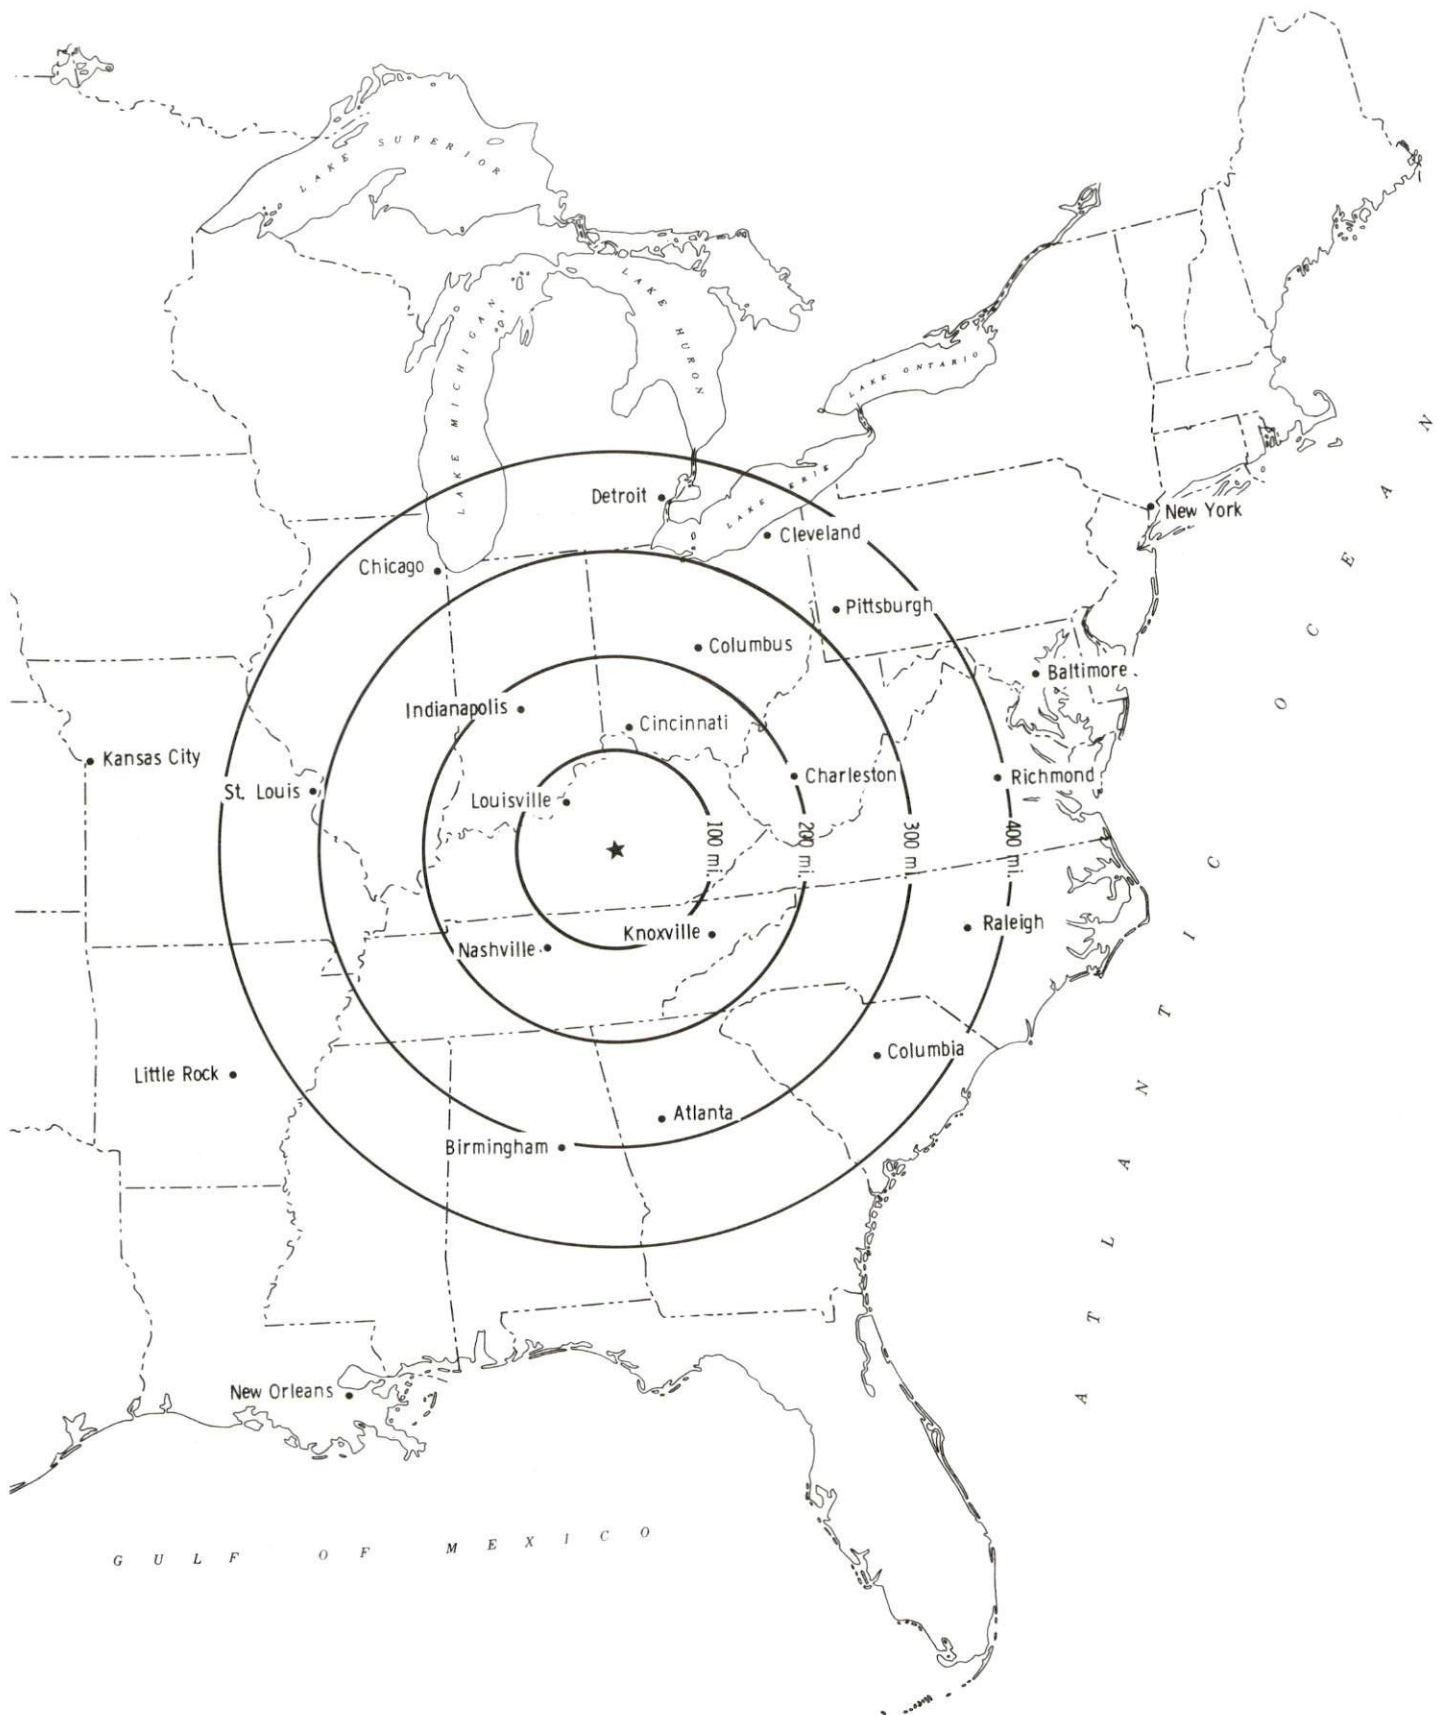 LAKE SUPERIOR
LAKE MICHIGAN
LAKE HURON
LAKE ONTARIO
LAKE ERIE
Detroit
Cleveland
New York
Chicago
Pittsburgh
Columbus
Baltimore
Indianapolis
Cincinnati
Kansas City
St. Louis
Charleston
Richmond
Louisville
100 mi.
200 mi.
300 mi.
400 mi.
Knoxville
Raleigh
Nashville
Columbia
Little Rock
Atlanta
Birmingham
New Orleans
ATLANTIC OCEAN
GULF OF MEXICO